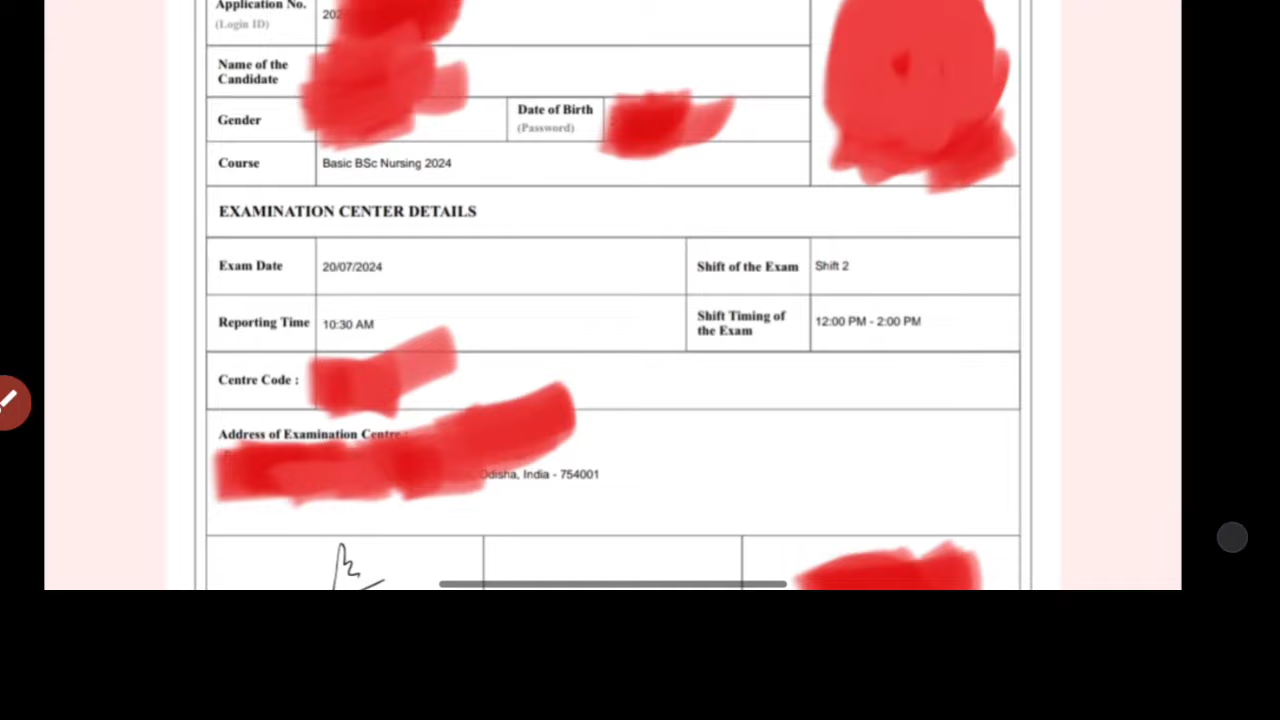 Application No.
(Login ID)
202
Name of the
Candidate
Gender
Date of Birth
(Password)
Course
Basic BSc Nursing 2024
EXAMINATION CENTER DETAILS
Exam Date
20/07/2024
Shift of the Exam
Shift 2
Reporting Time
10:30 AM
Shift Timing of
the Exam
12:00 PM - 2:00 PM
Centre Code :
Address of Examination Centre :
Odisha, India - 754001